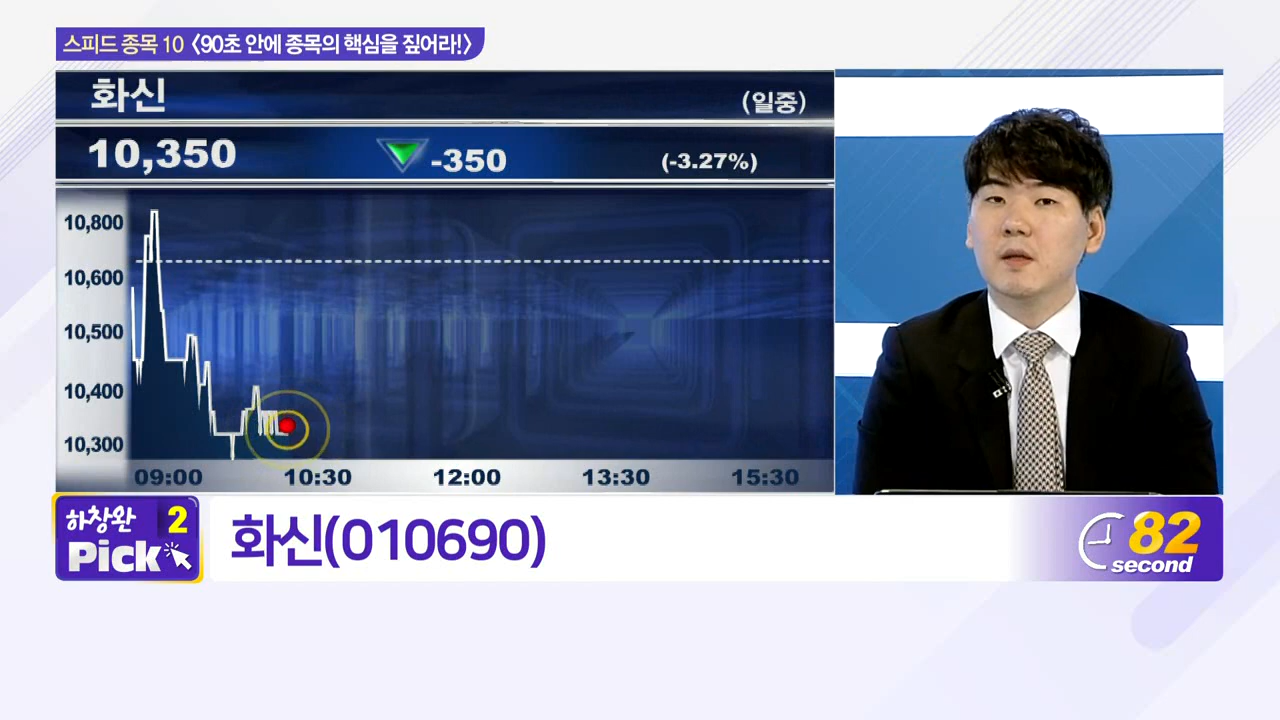 스피드 종목 10 <90초 안에 종목의 핵심을 짚어라!>
화신
(일중)
10,350
-350
(-3.27%)
10,800
10,600
10,500
10,400
10,300
09:00
10:30
12:00
13:30
15:30
하창완 2
Pick
화신(010690)
82
second